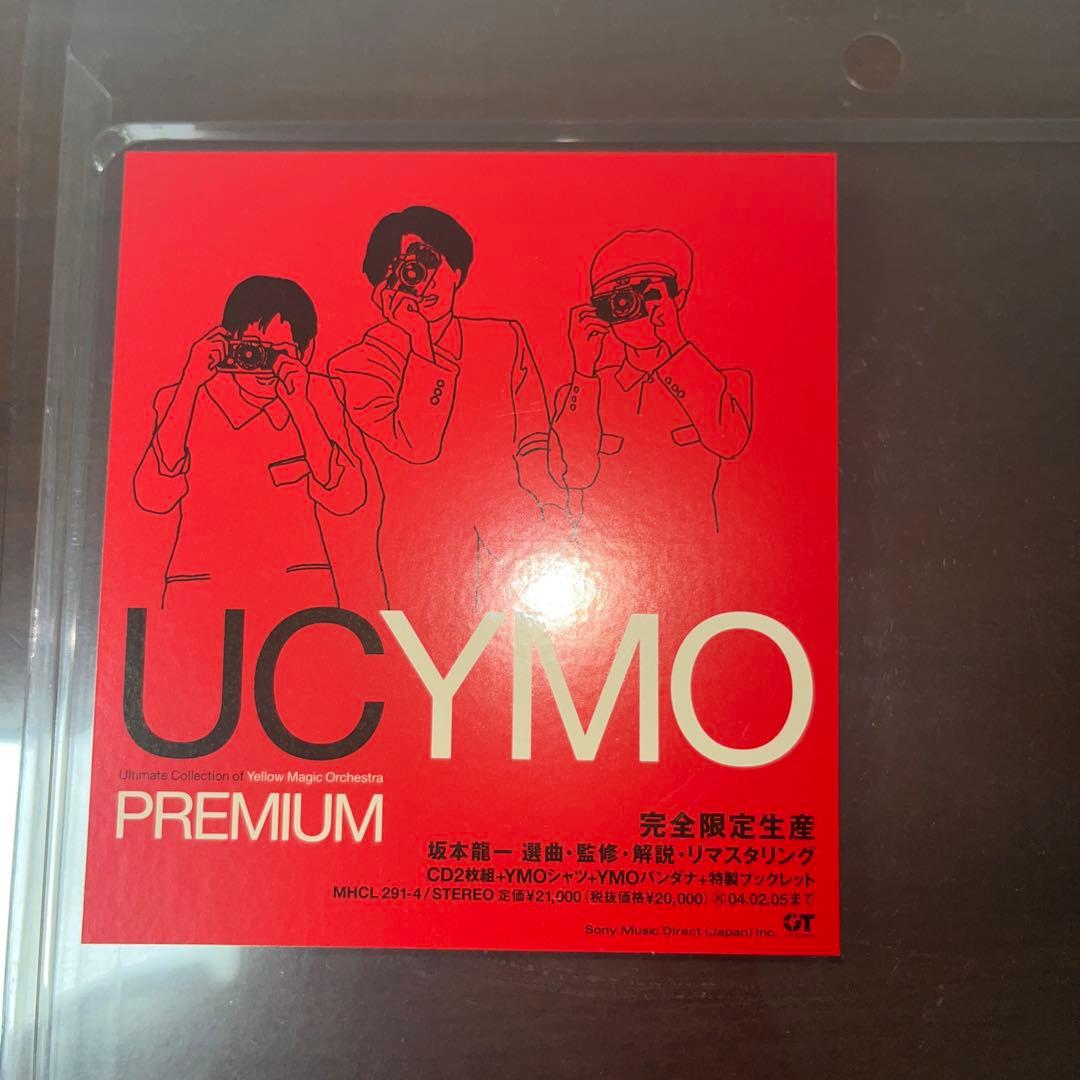 UCYMO
Ultimate Collection of Yellow Magic Orchestra
PREMIUM
完全限定生産
坂本龍一 選曲・監修・解説・リマスタリング
CD2枚組+YMOシャツ+YMOバンダナ+特製ブックレット
MHCL 291-4/STEREO 定価¥21,000(税抜価格¥20,000)㋐04.02.05まで
Sony Music Direct (Japan) Inc. GT